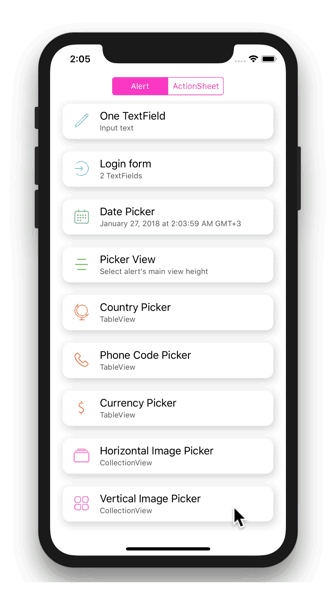 2:05
Alert
ActionSheet
One TextField
Input text
Login form
2 TextFields
Date Picker
January 27, 2018 at 2:03:59 AM GMT+3
Picker View
Select alert's main view height
Country Picker
TableView
Phone Code Picker
TableView
Currency Picker
TableView
Horizontal Image Picker
CollectionView
Vertical Image Picker
CollectionView